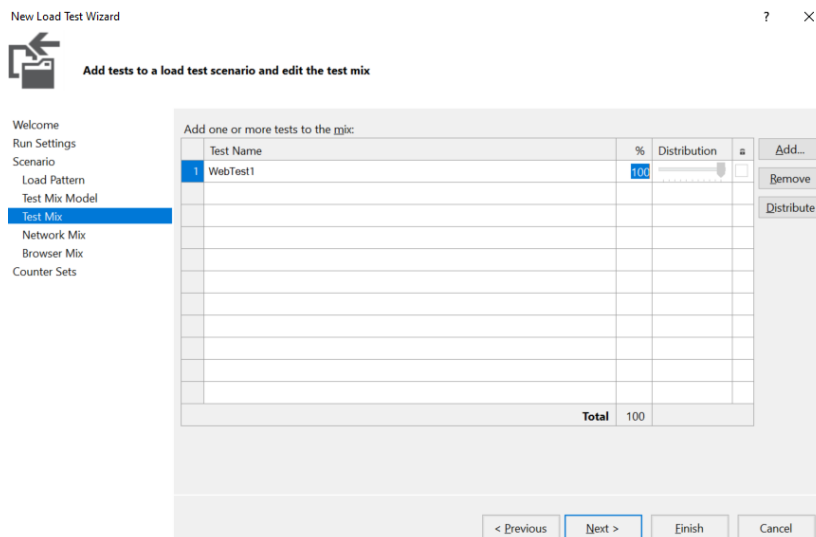 New Load Test Wizard
?
Add tests to a load test scenario and edit the test mix
Welcome
Run Settings
Scenario
Load Pattern
Test Mix Model
Test Mix
Network Mix
Browser Mix
Counter Sets
Add one or more tests to the mix:
Test Name % Distribution
1 WebTest1 100
Total 100
Add...
Remove
Distribute
< Previous Next > Finish Cancel